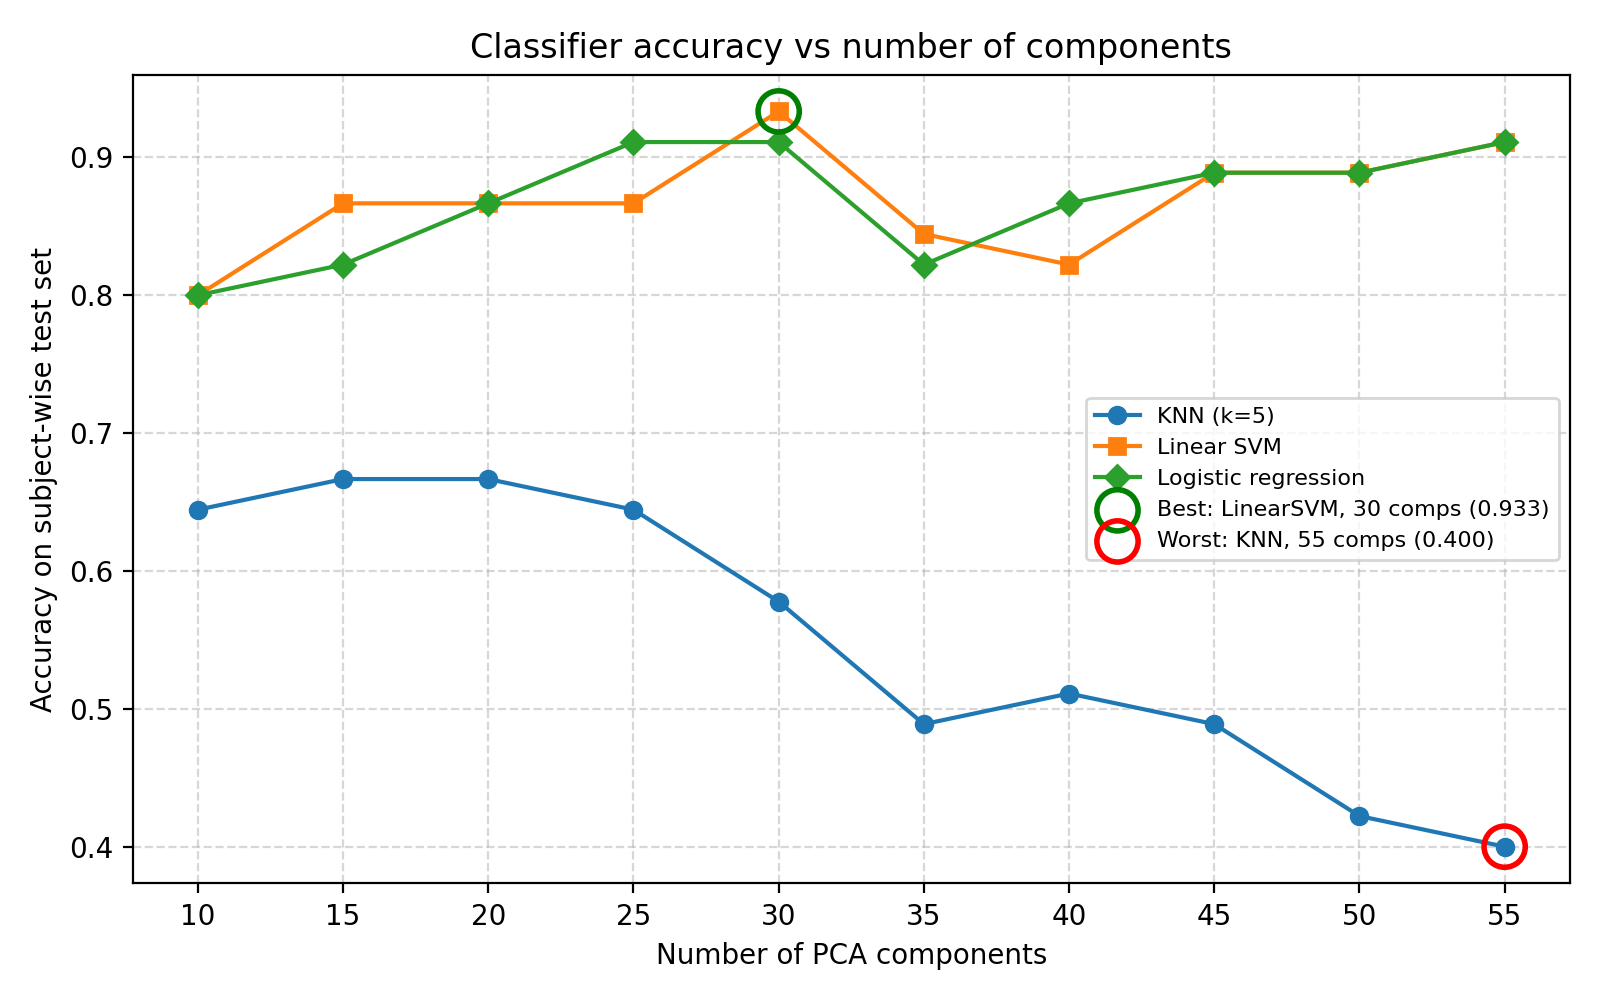 Classifier accuracy vs number of components
Accuracy on subject-wise test set
0.9
0.8
0.7
0.6
0.5
0.4
KNN (k=5)
Linear SVM
Logistic regression
Best: LinearSVM, 30 comps (0.933)
Worst: KNN, 55 comps (0.400)
10 15 20 25 30 35 40 45 50 55
Number of PCA components